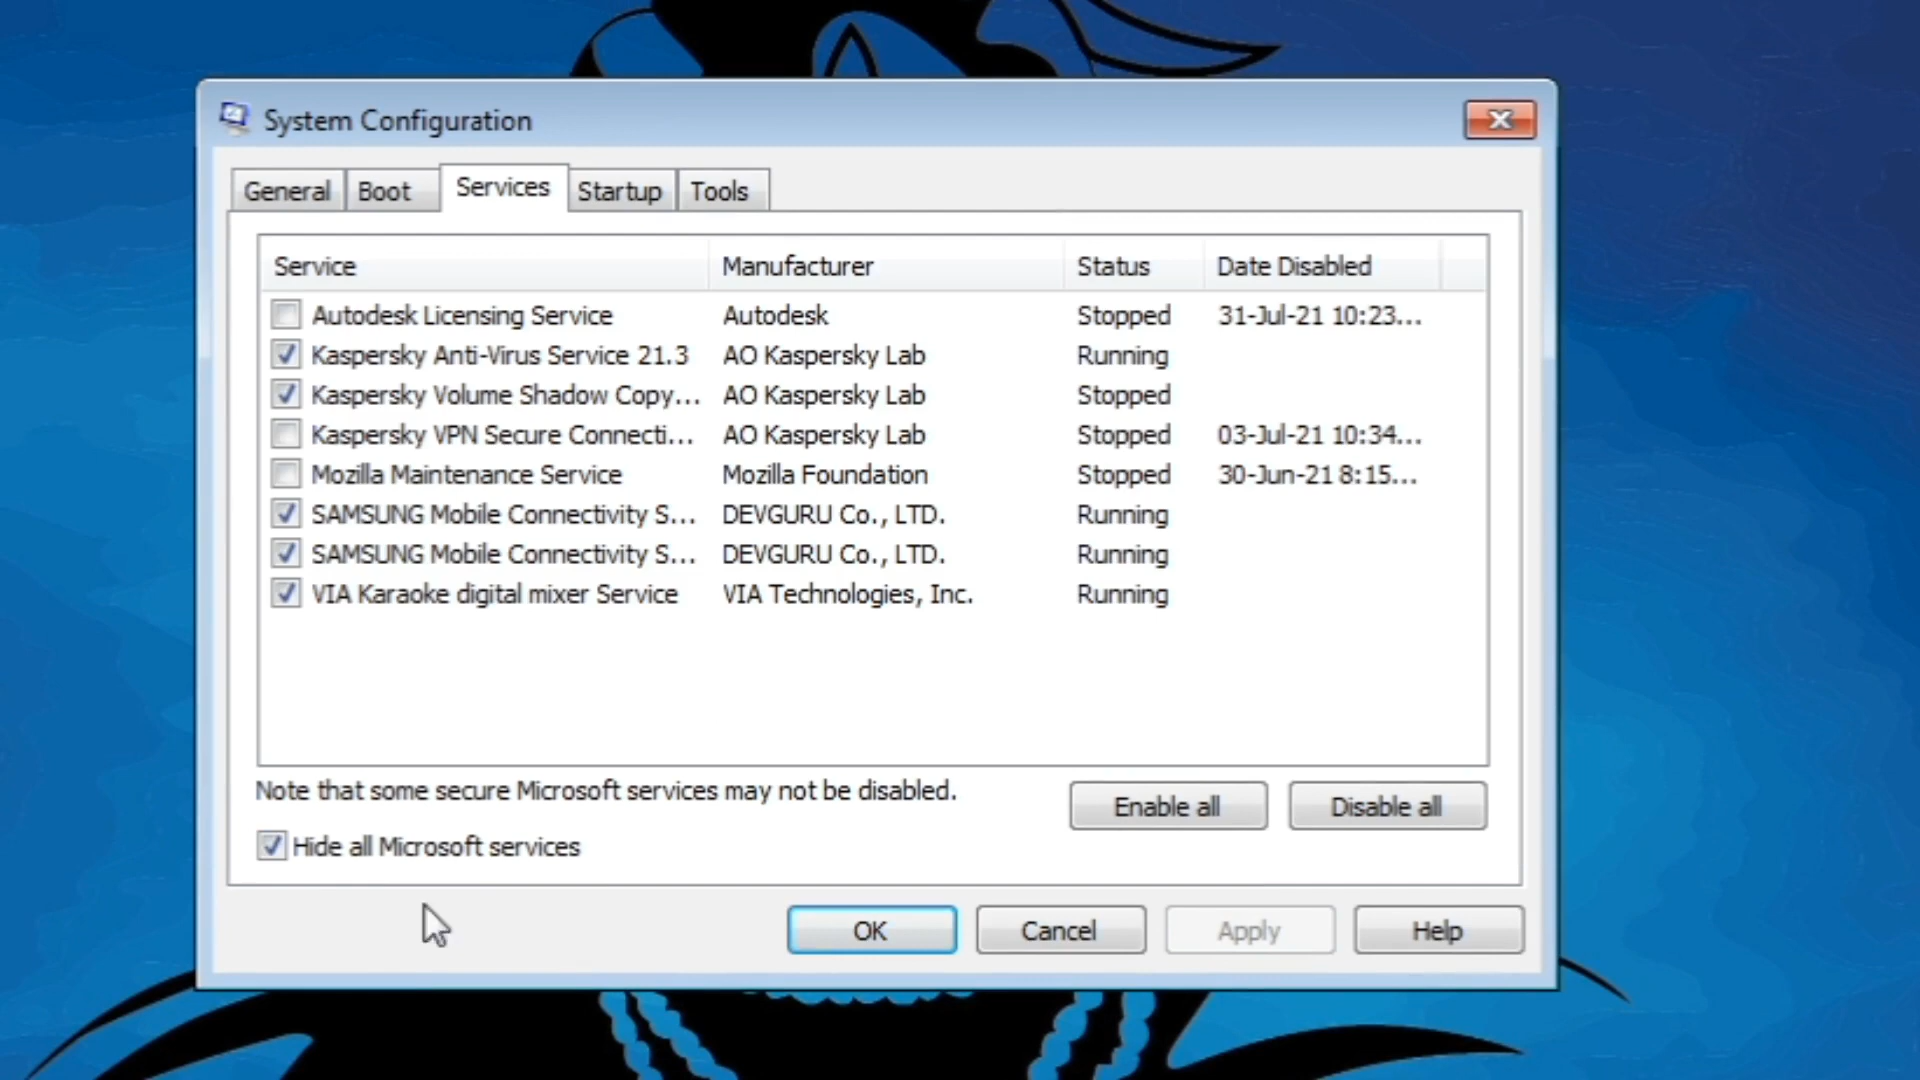 System Configuration
General Boot Services Startup Tools
Service Manufacturer Status Date Disabled
Autodesk Licensing Service Autodesk Stopped 31-Jul-21 10:23...
Kaspersky Anti-Virus Service 21.3 AO Kaspersky Lab Running
Kaspersky Volume Shadow Copy... AO Kaspersky Lab Stopped
Kaspersky VPN Secure Connecti... AO Kaspersky Lab Stopped 03-Jul-21 10:34...
Mozilla Maintenance Service Mozilla Foundation Stopped 30-Jun-21 8:15...
SAMSUNG Mobile Connectivity S... DEVGURU Co., LTD. Running
SAMSUNG Mobile Connectivity S... DEVGURU Co., LTD. Running
VIA Karaoke digital mixer Service VIA Technologies, Inc. Running
Note that some secure Microsoft services may not be disabled.
Enable all Disable all
Hide all Microsoft services
OK Cancel Apply Help